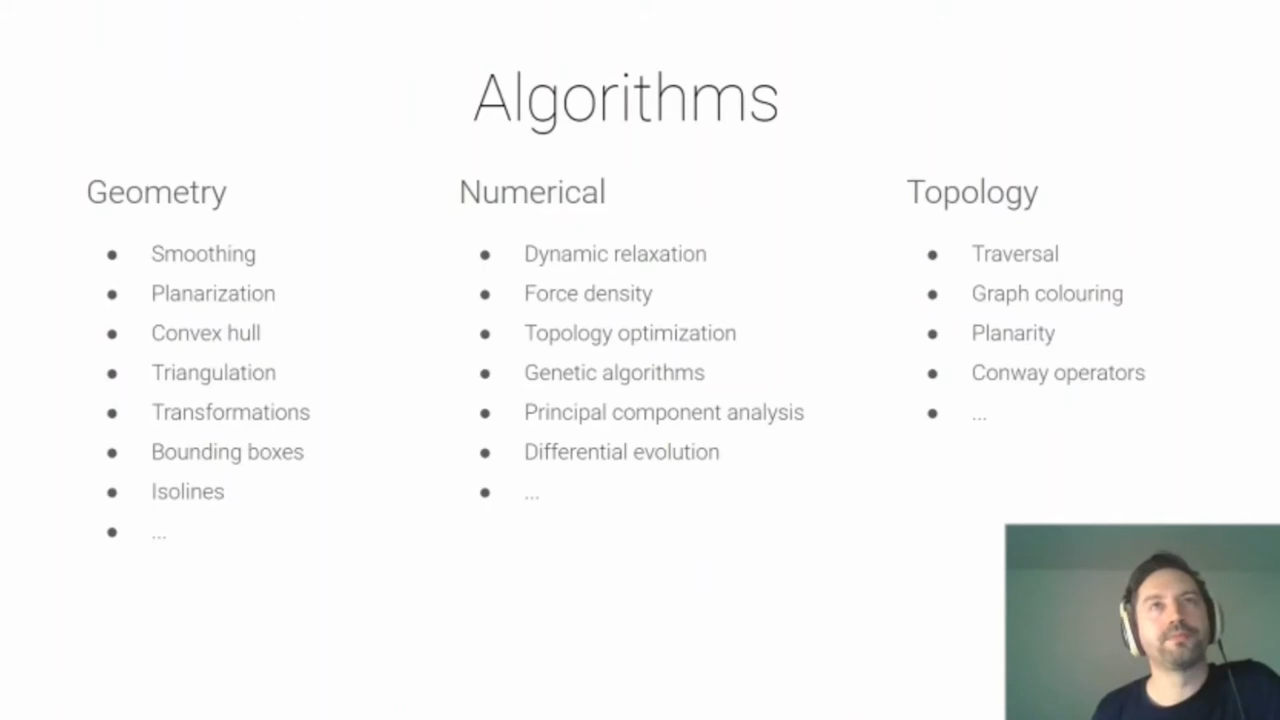 Algorithms
Geometry
● Smoothing
● Planarization
● Convex hull
● Triangulation
● Transformations
● Bounding boxes
● Isolines
● ...
Numerical
● Dynamic relaxation
● Force density
● Topology optimization
● Genetic algorithms
● Principal component analysis
● Differential evolution
● ...
Topology
● Traversal
● Graph colouring
● Planarity
● Conway operators
● ...